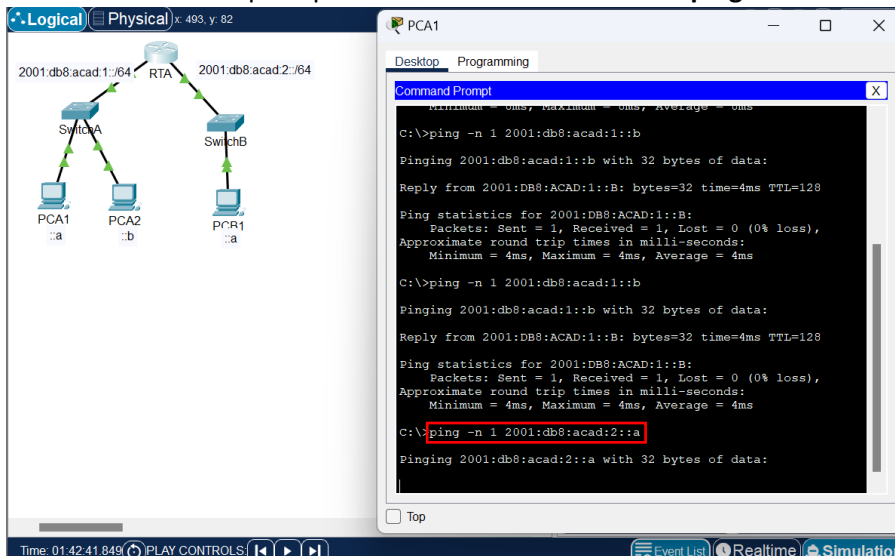 Logical Physical x: 493, y: 82
2001:db8:acad:1::/64 RTA 2001:db8:acad:2::/64
SwitchA
SwitchB
PCA1 PCA2 PCB1
::a ::b ::a
PCA1
Desktop Programming
Command Prompt X
Minimum = 0ms, Maximum = 0ms, Average = 0ms
C:\>ping -n 1 2001:db8:acad:1::b
Pinging 2001:db8:acad:1::b with 32 bytes of data:
Reply from 2001:DB8:ACAD:1::B: bytes=32 time=4ms TTL=128
Ping statistics for 2001:DB8:ACAD:1::B:
Packets: Sent = 1, Received = 1, Lost = 0 (0% loss),
Approximate round trip times in milli-seconds:
Minimum = 4ms, Maximum = 4ms, Average = 4ms
C:\>ping -n 1 2001:db8:acad:1::b
Pinging 2001:db8:acad:1::b with 32 bytes of data:
Reply from 2001:DB8:ACAD:1::B: bytes=32 time=4ms TTL=128
Ping statistics for 2001:DB8:ACAD:1::B:
Packets: Sent = 1, Received = 1, Lost = 0 (0% loss),
Approximate round trip times in milli-seconds:
Minimum = 4ms, Maximum = 4ms, Average = 4ms
C:\>ping -n 1 2001:db8:acad:2::a
Pinging 2001:db8:acad:2::a with 32 bytes of data:
Top
Time: 01:42:41.849 PLAY CONTROLS: Event List Realtime Simulatio